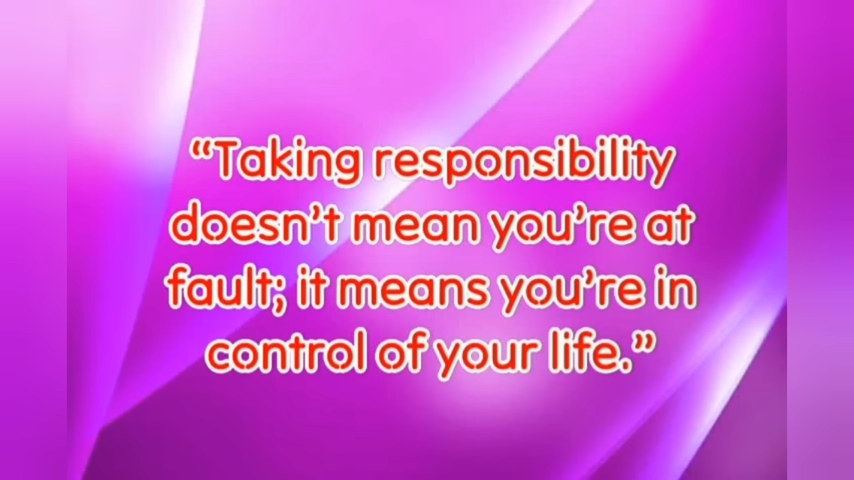 “Taking responsibility
doesn’t mean you’re at
fault; it means you’re in
control of your life.”